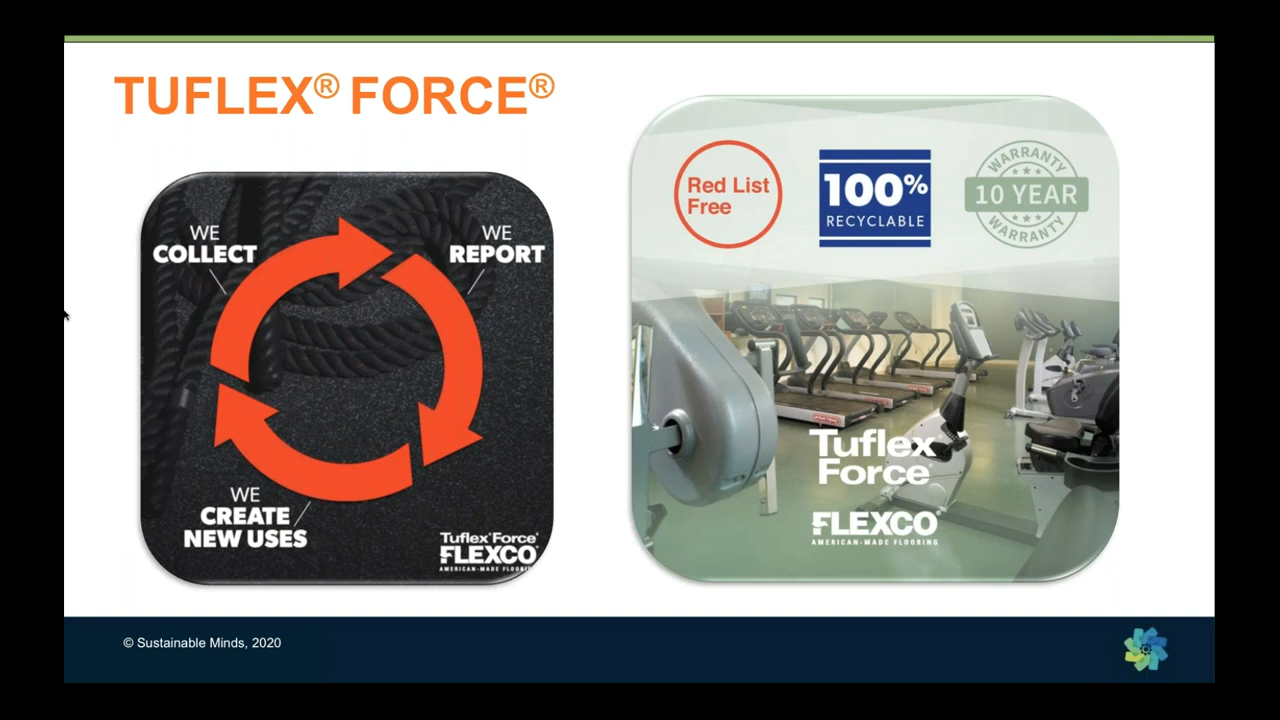 TUFLEX® FORCE®
WE
COLLECT
WE
REPORT
WE
CREATE
NEW USES
Tuflex® Force®
FLEXCO®
AMERICAN-MADE FLOORING
Red List
Free
100%
RECYCLABLE
WARRANTY
10 YEAR
WARRANTY
Tuflex
Force®
FLEXCO®
AMERICAN-MADE FLOORING
© Sustainable Minds, 2020